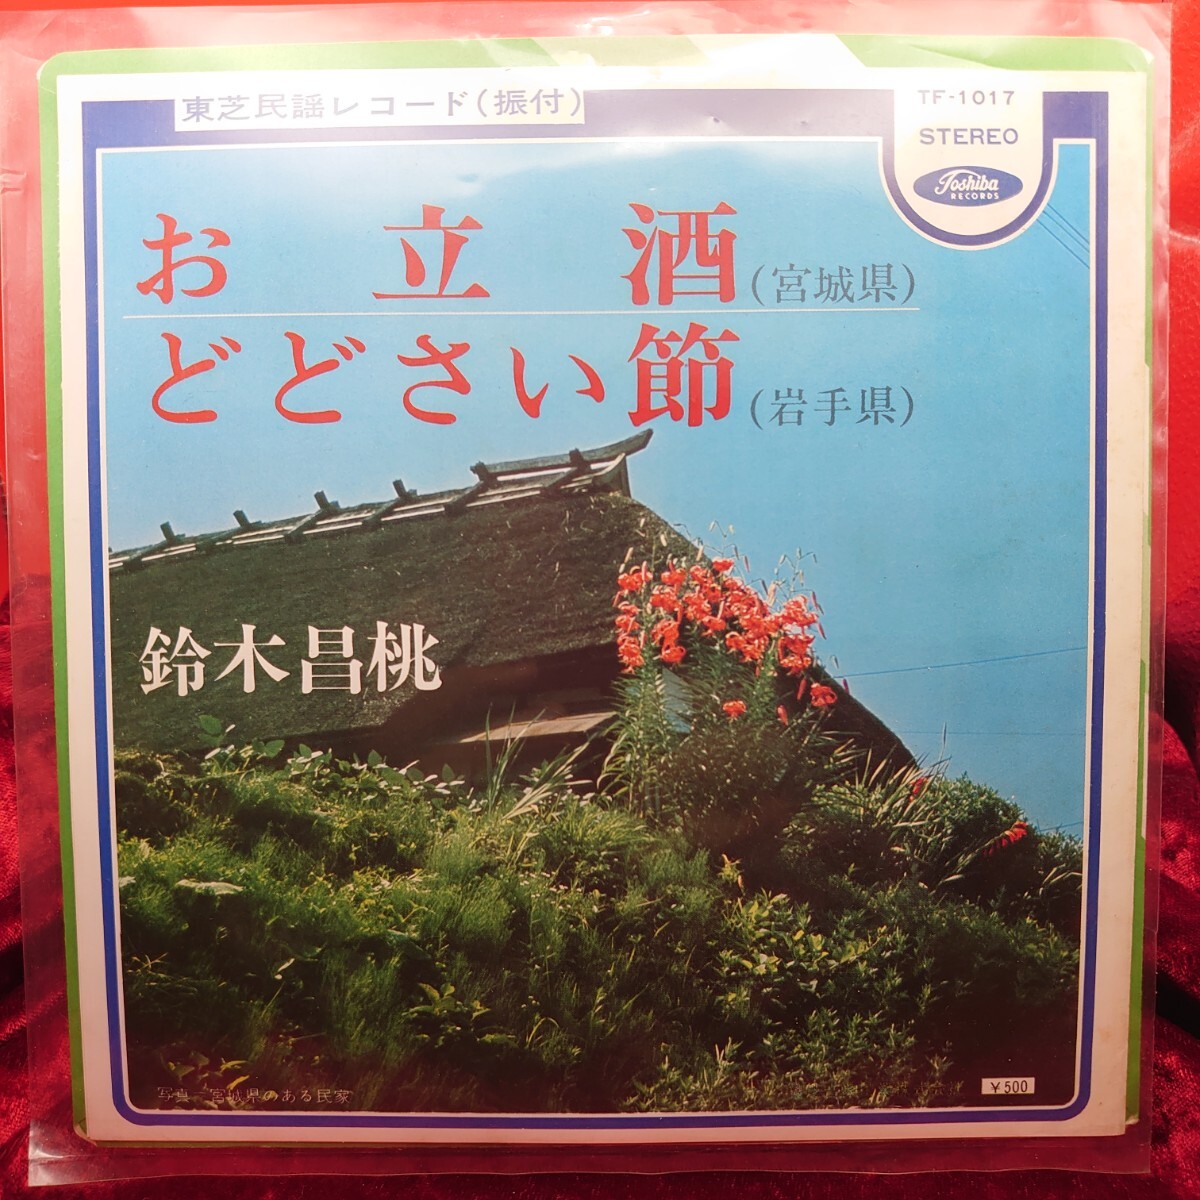 東芝民謡レコード(振付)
TF-1017
STEREO
Toshiba
RECORDS
お立酒(宮城県)
どどさい節(岩手県)
鈴木昌桃
写真―宮城県のある民家
¥500